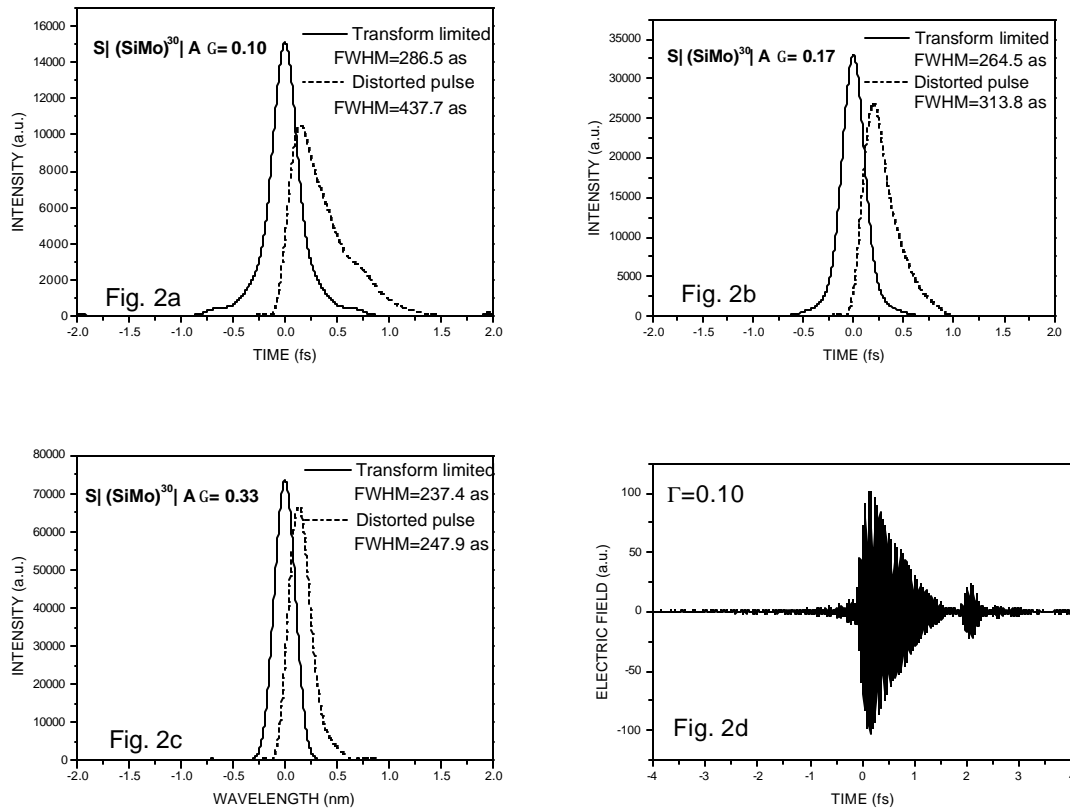 S| (SiMo)³⁰| A G= 0.10
Transform limited
FWHM=286.5 as
Distorted pulse
FWHM=437.7 as
INTENSITY (a.u.)
16000
14000
12000
10000
8000
6000
4000
2000
0
Fig. 2a
-2.0 -1.5 -1.0 -0.5 0.0 0.5 1.0 1.5 2.0
TIME (fs)
S| (SiMo)³⁰| A G= 0.17
Transform limited
FWHM=264.5 as
Distorted pulse
FWHM=313.8 as
INTENSITY (a.u.)
35000
30000
25000
20000
15000
10000
5000
0
Fig. 2b
-2.0 -1.5 -1.0 -0.5 0.0 0.5 1.0 1.5 2.0
TIME (fs)
S| (SiMo)³⁰| A G= 0.33
Transform limited
FWHM=237.4 as
Distorted pulse
FWHM=247.9 as
INTENSITY (a.u.)
80000
70000
60000
50000
40000
30000
20000
10000
0
Fig. 2c
-2.0 -1.5 -1.0 -0.5 0.0 0.5 1.0 1.5 2.0
WAVELENGTH (nm)
Γ=0.10
ELECTRIC FIELD (a.u.)
100
50
0
-50
-100
Fig. 2d
-4 -3 -2 -1 0 1 2 3 4
TIME (fs)